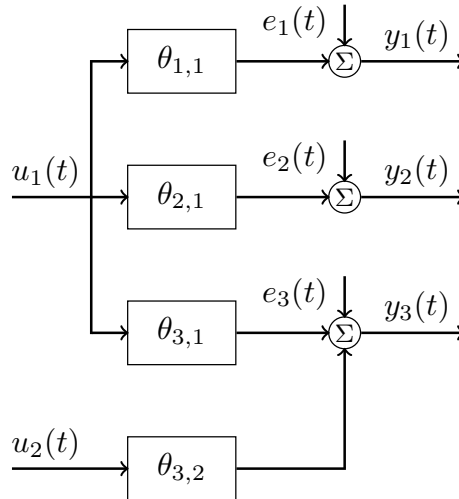 e₁(t) y₁(t)
θ₁,₁ Σ
u₁(t) e₂(t) y₂(t)
θ₂,₁ Σ
e₃(t) y₃(t)
θ₃,₁ Σ
u₂(t)
θ₃,₂